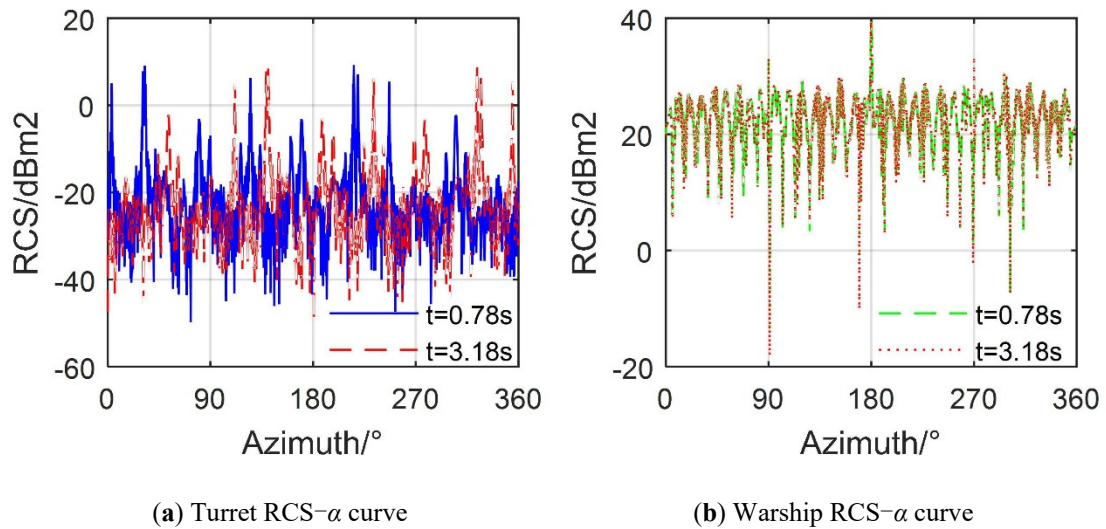 20
0
-20
-40
-60
0 90 180 270 360
RCS/dBm2
Azimuth/°
t=0.78s
t=3.18s
40
20
0
-20
0 90 180 270 360
RCS/dBm2
Azimuth/°
t=0.78s
t=3.18s
(a) Turret RCS−α curve
(b) Warship RCS−α curve